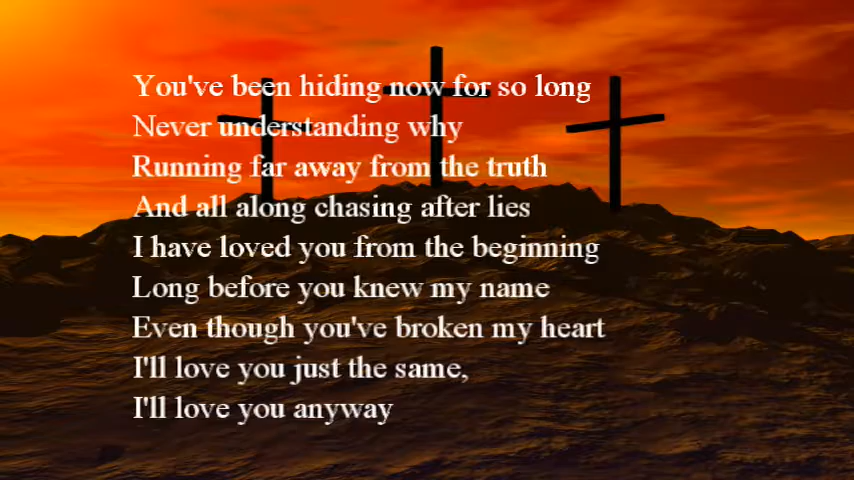 You've been hiding now for so long
Never understanding why
Running far away from the truth
And all along chasing after lies
I have loved you from the beginning
Long before you knew my name
Even though you've broken my heart
I'll love you just the same,
I'll love you anyway